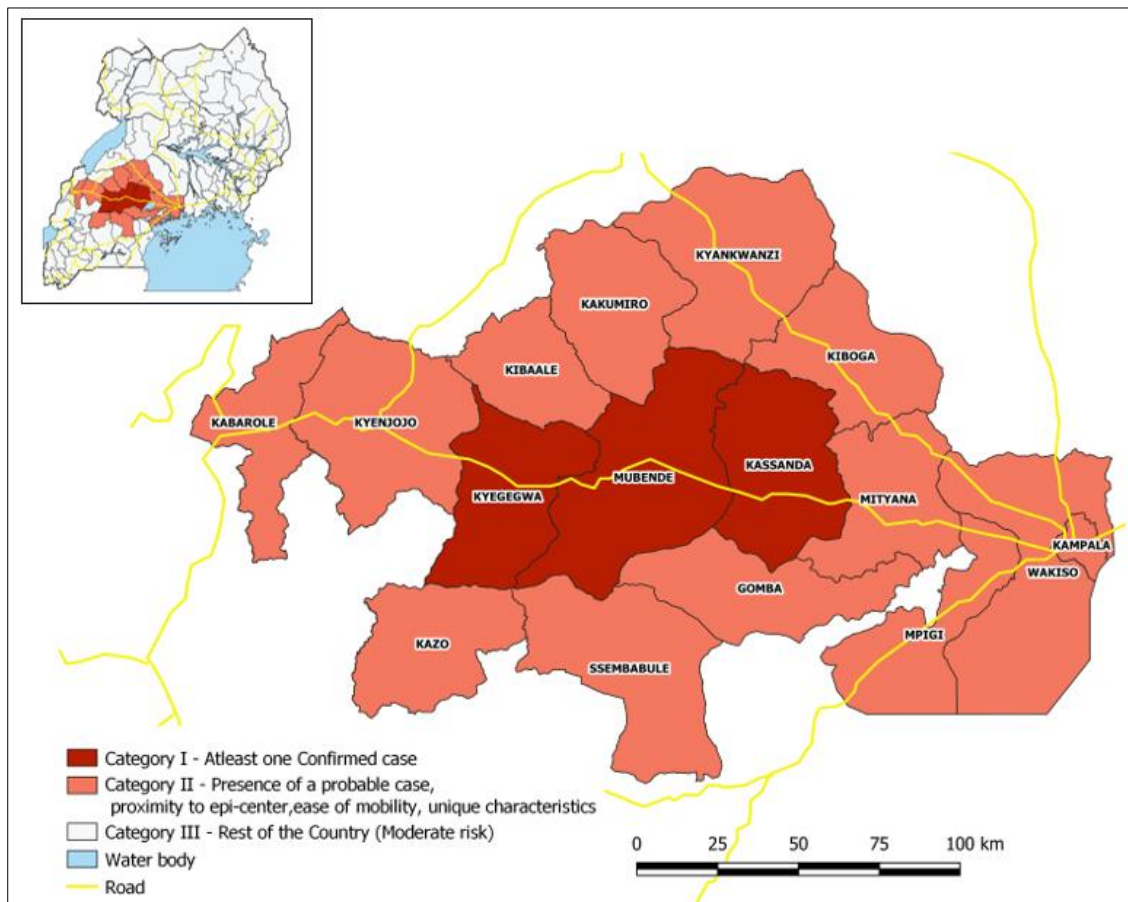 KYANKWANZI
KAKUMIRO
KIBOGA
KIBAALE
KABAROLE
KYENJOJO
KASSANDA
MUBENDE
KYEGEGWA
MITYANA
KAMPALA
WAKISO
GOMBA
MPIGI
KAZO
SSEMBABULE
Category I - Atleast one Confirmed case
Category II - Presence of a probable case,
proximity to epi-center,ease of mobility, unique characteristics
Category III - Rest of the Country (Moderate risk)
Water body
Road
0 25 50 75 100 km